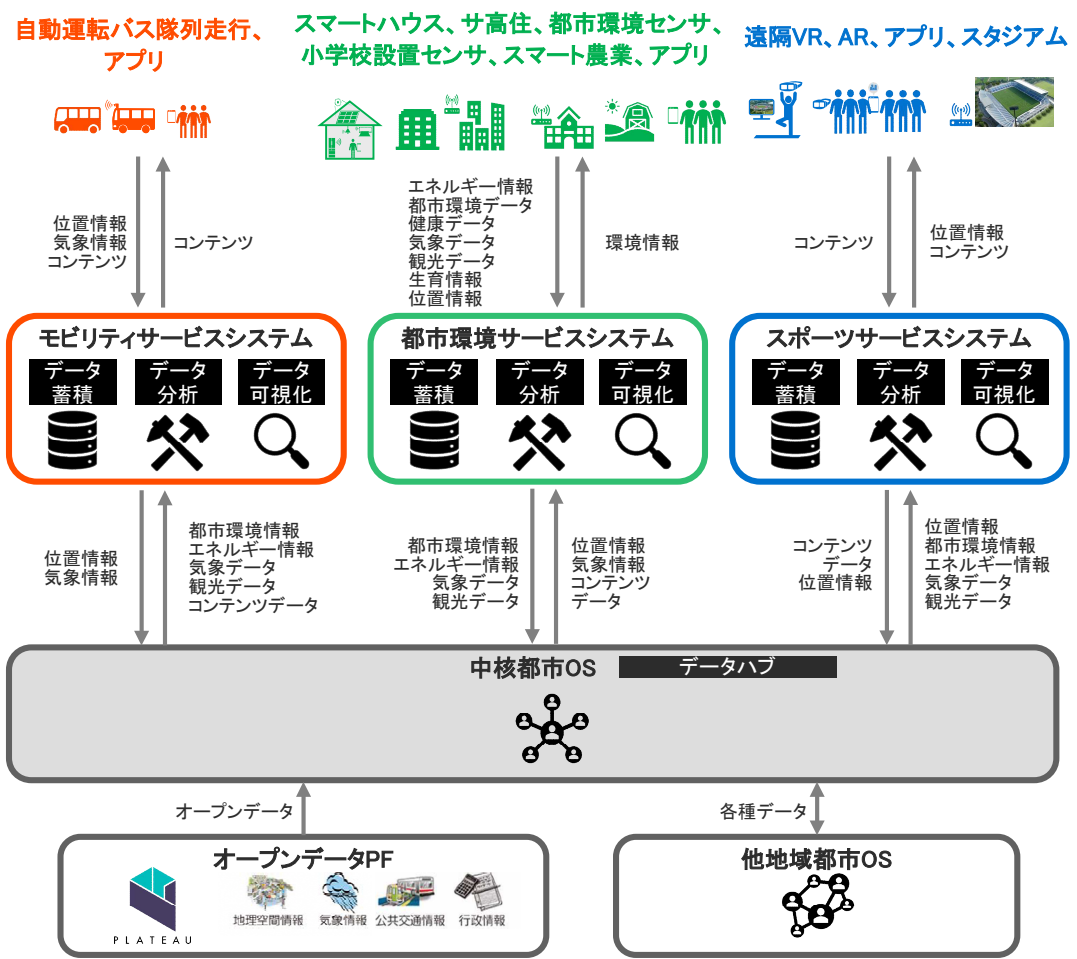 自動運転バス隊列走行、
アプリ
スマートハウス、サ高住、都市環境センサ、
小学校設置センサ、スマート農業、アプリ
遠隔VR、AR、アプリ、スタジアム
位置情報
気象情報
コンテンツ
コンテンツ
エネルギー情報
都市環境データ
健康データ
気象データ
観光データ
生育情報
位置情報
環境情報
コンテンツ
位置情報
コンテンツ
モビリティサービスシステム
データ
蓄積
データ
分析
データ
可視化
都市環境サービスシステム
データ
蓄積
データ
分析
データ
可視化
スポーツサービスシステム
データ
蓄積
データ
分析
データ
可視化
位置情報
気象情報
都市環境情報
エネルギー情報
気象データ
観光データ
コンテンツデータ
都市環境情報
エネルギー情報
気象データ
観光データ
位置情報
気象情報
コンテンツ
データ
コンテンツ
データ
位置情報
位置情報
都市環境情報
エネルギー情報
気象データ
観光データ
中核都市OS
データハブ
オープンデータ
各種データ
オープンデータPF
PLATEAU
地理空間情報
気象情報
公共交通情報
行政情報
他地域都市OS